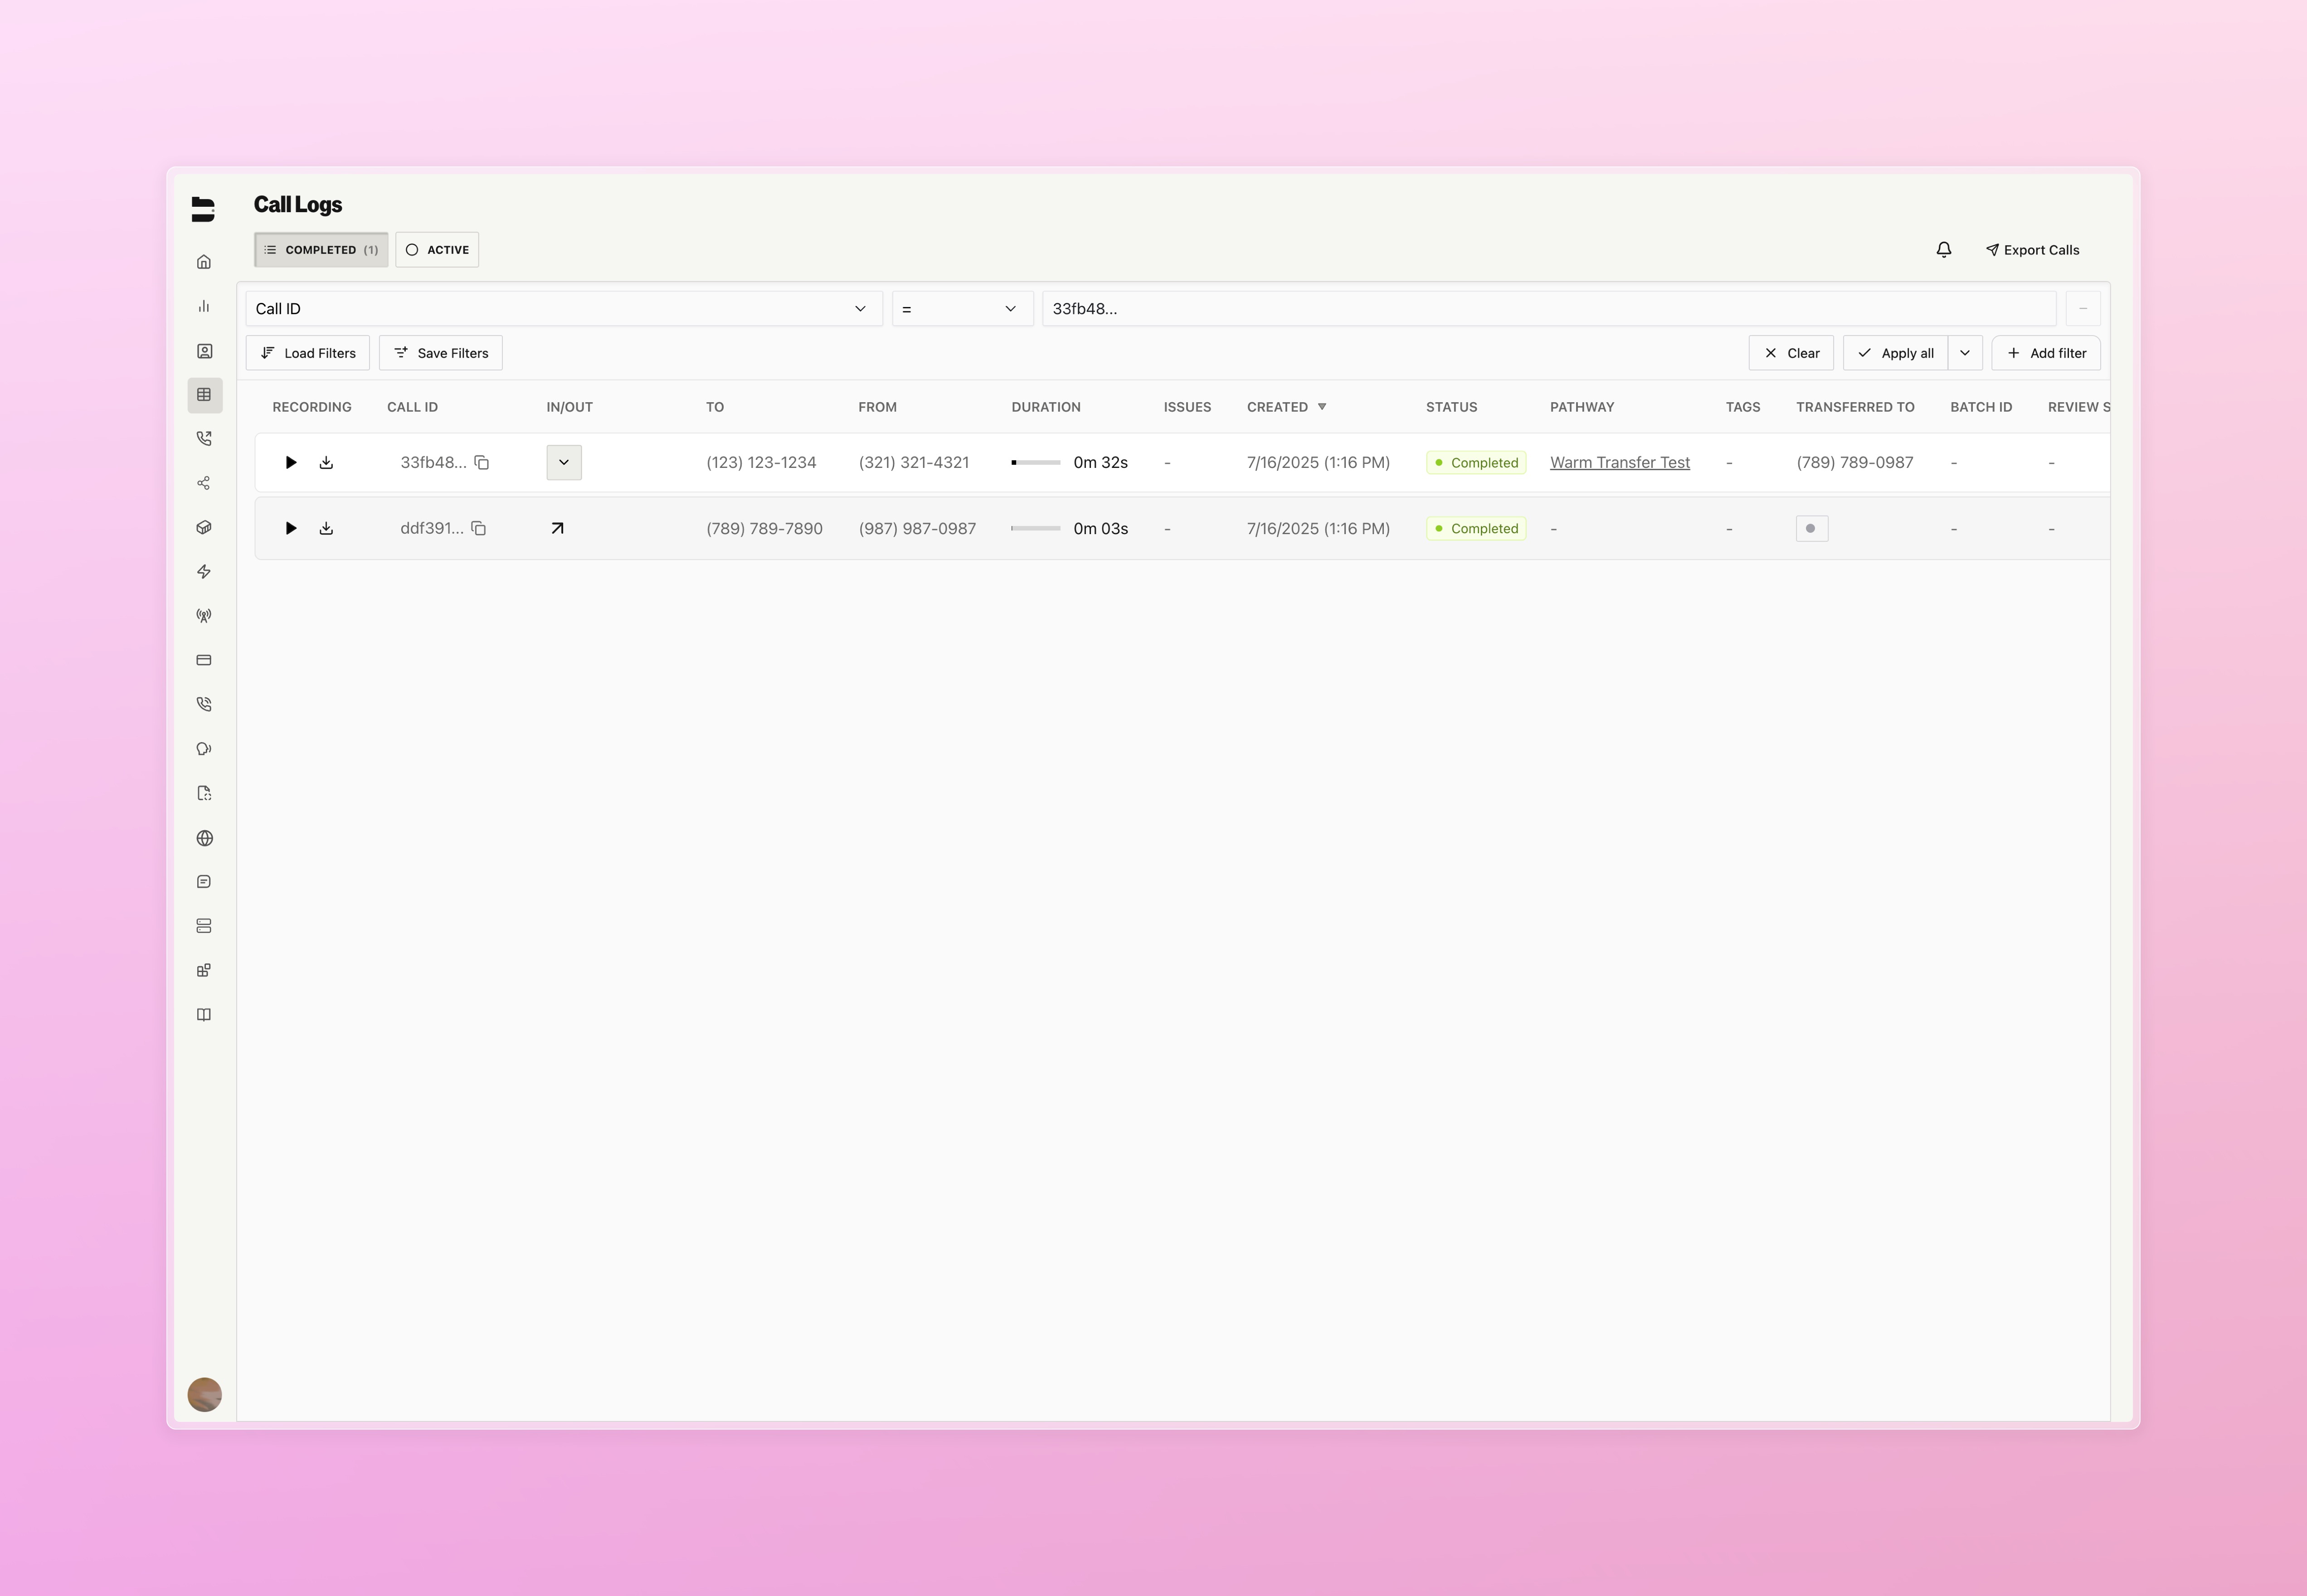 Call Logs
COMPLETED (1) ACTIVE Export Calls
Call ID = 33fb48...
Load Filters Save Filters Clear Apply all Add filter
RECORDING CALL ID IN/OUT TO FROM DURATION ISSUES CREATED STATUS PATHWAY TAGS TRANSFERRED TO BATCH ID REVIEW S
33fb48... (123) 123-1234 (321) 321-4321 0m 32s - 7/16/2025 (1:16 PM) Completed Warm Transfer Test - (789) 789-0987 - -
ddf391... (789) 789-7890 (987) 987-0987 0m 03s - 7/16/2025 (1:16 PM) Completed - - - -